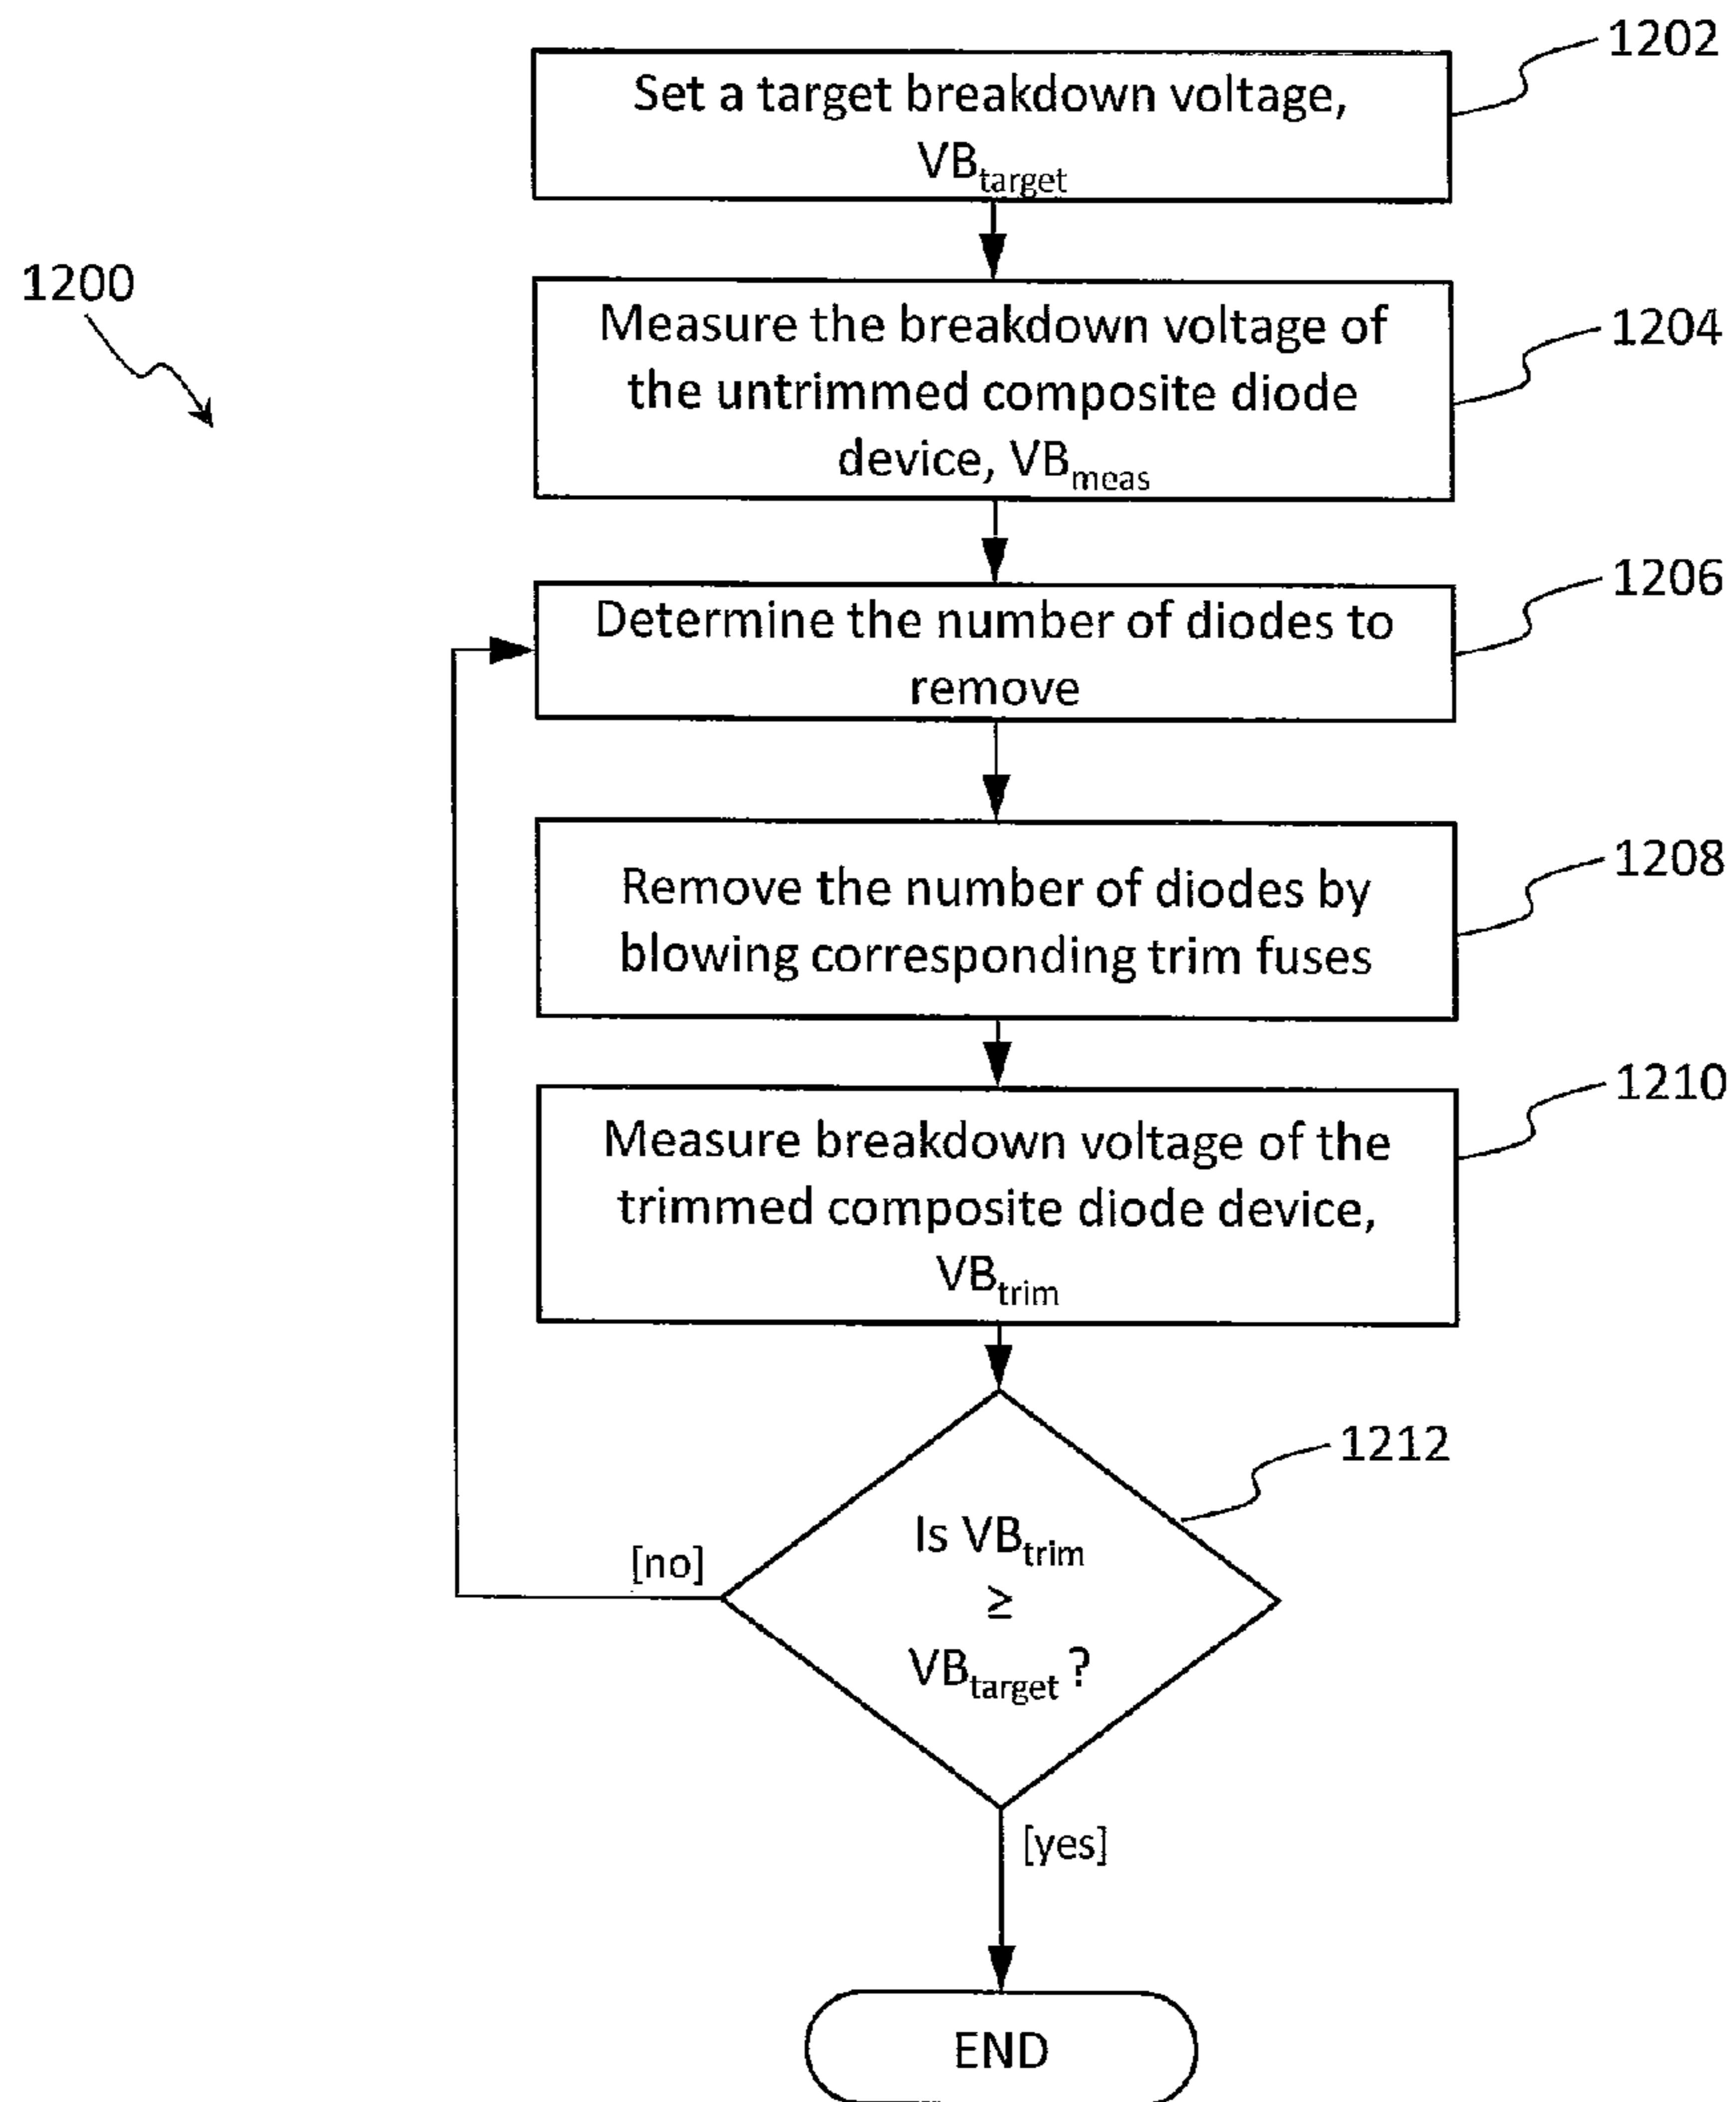 1202
Set a target breakdown voltage,
VBtarget
1200
Measure the breakdown voltage of
the untrimmed composite diode
device, VBmeas
1204
Determine the number of diodes to
remove
1206
Remove the number of diodes by
blowing corresponding trim fuses
1208
Measure breakdown voltage of the
trimmed composite diode device,
VBtrim
1210
1212
Is VBtrim
≥
VBtarget ?
[no]
[yes]
END